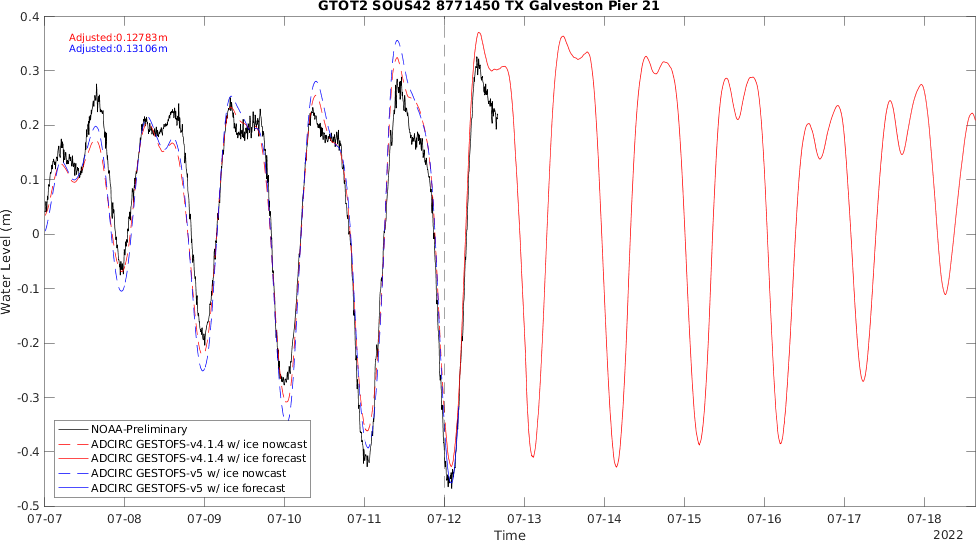 GTOT2 SOUS42 8771450 TX Galveston Pier 21
Adjusted:0.12783m
Adjusted:0.13106m
0.4
0.3
0.2
0.1
0
-0.1
-0.2
-0.3
-0.4
-0.5
Water Level (m)
NOAA-Preliminary
ADCIRC GESTOFS-v4.1.4 w/ ice nowcast
ADCIRC GESTOFS-v4.1.4 w/ ice forecast
ADCIRC GESTOFS-v5 w/ ice nowcast
ADCIRC GESTOFS-v5 w/ ice forecast
07-07 07-08 07-09 07-10 07-11 07-12 07-13 07-14 07-15 07-16 07-17 07-18
Time
2022